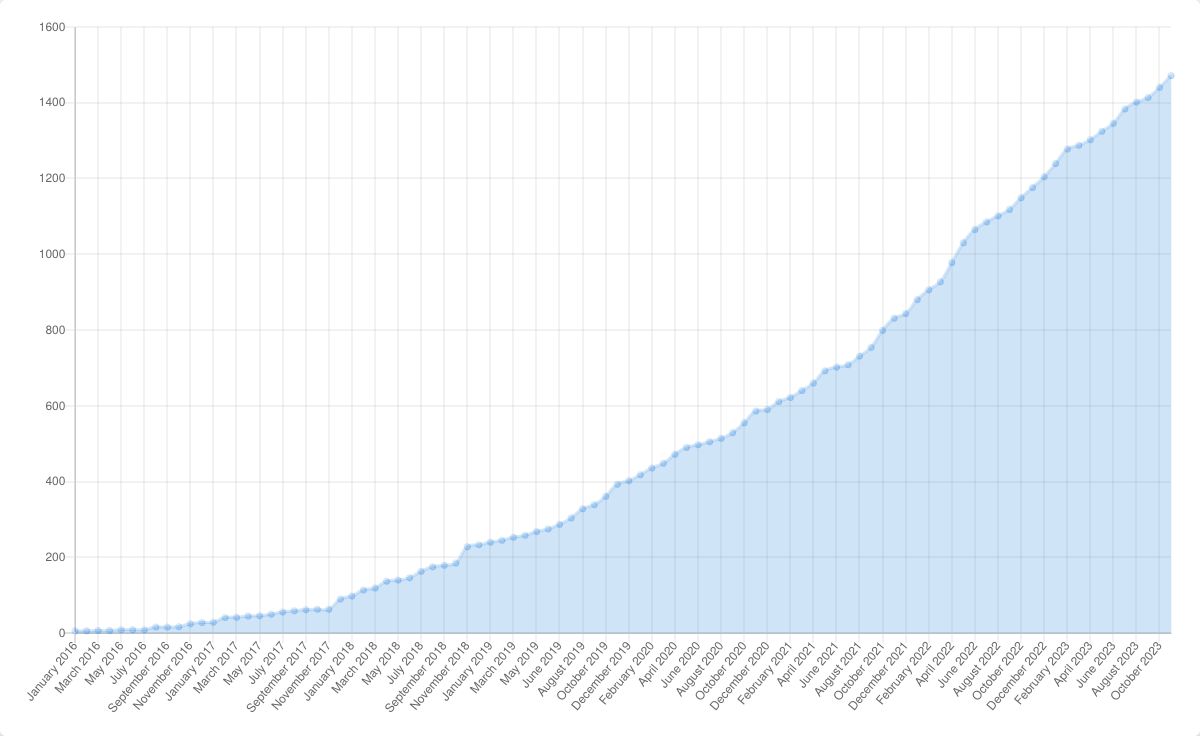 1600
1400
1200
1000
800
600
400
200
0
January 2016
March 2016
May 2016
July 2016
September 2016
November 2016
January 2017
March 2017
May 2017
July 2017
September 2017
November 2017
January 2018
March 2018
May 2018
July 2018
September 2018
November 2018
January 2019
March 2019
May 2019
June 2019
August 2019
October 2019
December 2019
February 2020
April 2020
June 2020
August 2020
October 2020
December 2020
February 2021
April 2021
June 2021
August 2021
October 2021
December 2021
February 2022
April 2022
June 2022
August 2022
October 2022
December 2022
February 2023
April 2023
June 2023
August 2023
October 2023